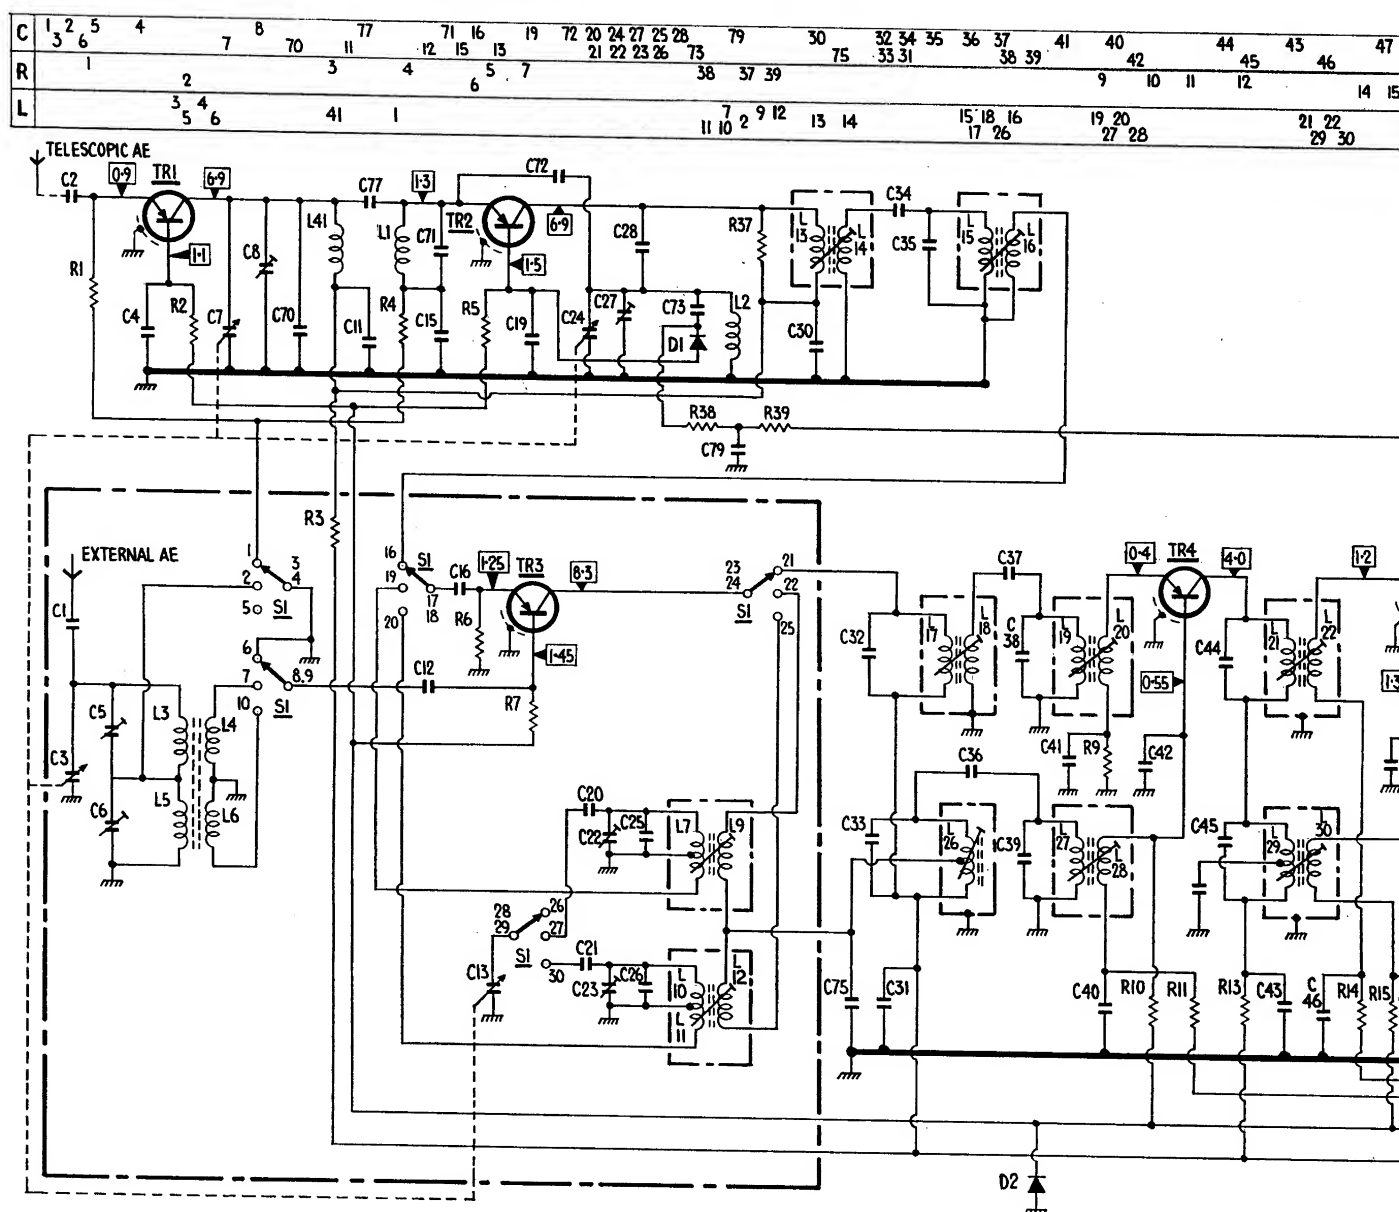 C 1 2 5 4 8 77 71 16 19 72 20 24 27 25 28 79 30 32 34 35 36 37 41 40 44 43 47
3 6 7 70 11 12 15 13 21 22 23 26 73 75 33 31 38 39 42 45 46
R 1 2 3 4 5 6 7 38 37 39 9 10 11 12 14 15
L 3 4 41 1 7 9 12 13 14 15 18 16 19 20 21 22
5 6 11 10 2 17 26 27 28 29 30
TELESCOPIC AE
C2 0·9 TR1 6·9 C77 1·3 C72 C34
L41 L1 C71 TR2 6·9 C28 R37 L13 L14 C35 L15 L16
R1 1·1 C8 1·5
C4 R2 C7 C70 C11 R4 C15 R5 C19 C24 C27 C73 L2 D1 C30
R38 R39
C79
R3
EXTERNAL AE
1 3 16 S1 C16 1·25 TR3 8·3 23 21 C37 0·4 TR4 4·0 1·2
2 4 19 17 24 22
5 S1 20 18 R6 S1 25
C1 C32 L17 L18 C38 L19 L20 C44 L21 L22
6 1·45
7 8,9 C12 0·55 1·3
10 S1 R7
C5 L3 L4
C3 C41 R9 C42
C36
C6 L5 L6 C20
C22 C25 L7 L9 C33 L26 C39 L27 L28 C45 L29 L30
28 26
29 27
S1 30 C21
C13 C23 C26 L10 L11 L12 C75 C31 C40 R10 R11 R13 C43 C46 R14 R15
D2